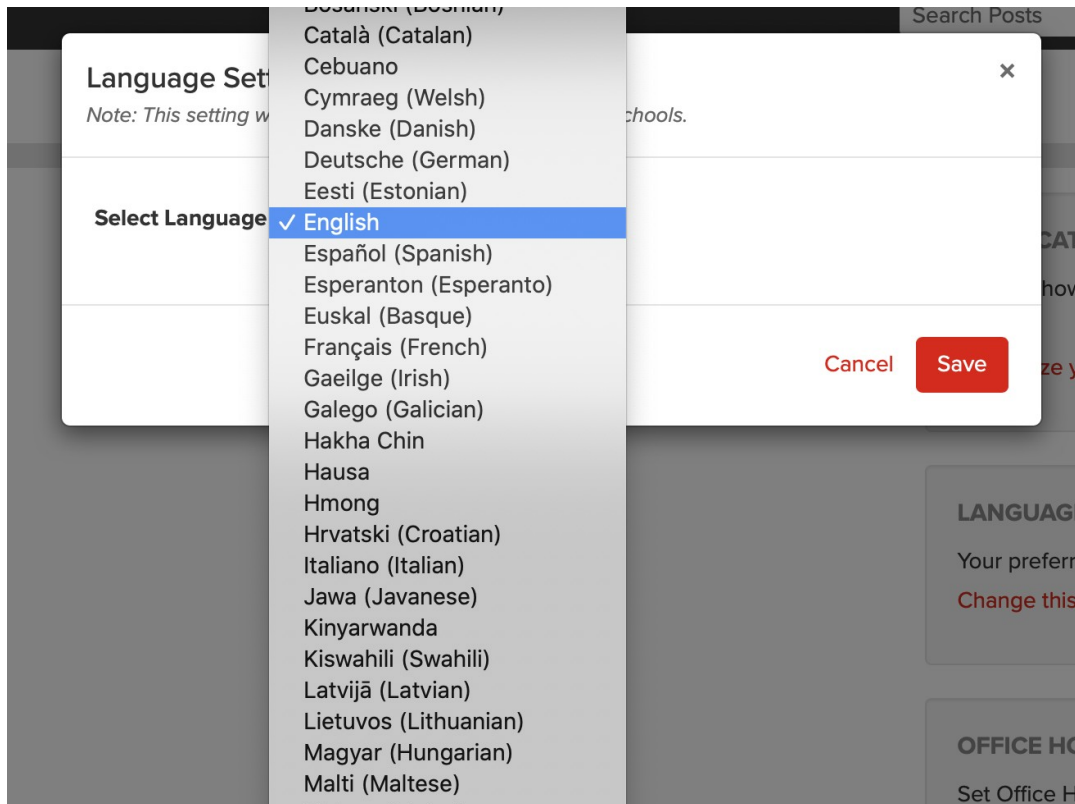 Search Posts
Language Set
×
Note: This setting w
chools.
Select Language
Bosanski (Bosnian)
Català (Catalan)
Cebuano
Cymraeg (Welsh)
Danske (Danish)
Deutsche (German)
Eesti (Estonian)
✓ English
Español (Spanish)
Esperanton (Esperanto)
Euskal (Basque)
Français (French)
Gaeilge (Irish)
Galego (Galician)
Hakha Chin
Hausa
Hmong
Hrvatski (Croatian)
Italiano (Italian)
Jawa (Javanese)
Kinyarwanda
Kiswahili (Swahili)
Latvijā (Latvian)
Lietuvos (Lithuanian)
Magyar (Hungarian)
Malti (Maltese)
Cancel
Save
CAT
how
ze y
LANGUAG
Your preferr
Change this
OFFICE HO
Set Office H